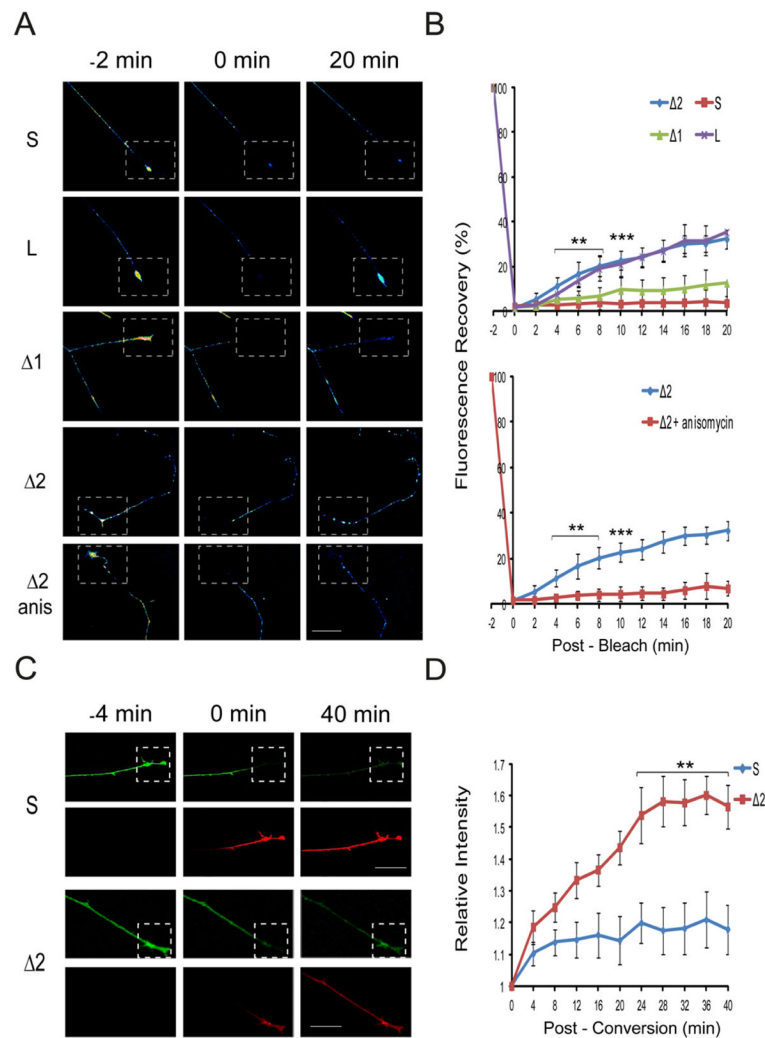 A
-2 min 0 min 20 min
S
L
Δ1
Δ2
Δ2
anis
B
Fluorescence Recovery (%)
Δ2 S
Δ1 L
100
80
60
40
20
0
** ***
-2 0 2 4 6 8 10 12 14 16 18 20
Δ2
Δ2+ anisomycin
100
80
60
40
20
0
** ***
-2 0 2 4 6 8 10 12 14 16 18 20
Post - Bleach (min)
C
-4 min 0 min 40 min
S
Δ2
D
Relative Intensity
S
Δ2
**
1.7
1.6
1.5
1.4
1.3
1.2
1.1
1
0 4 8 12 16 20 24 28 32 36 40
Post - Conversion (min)